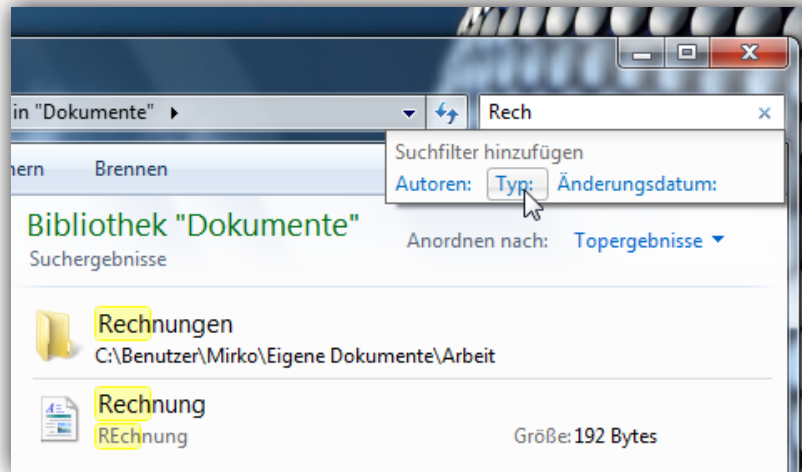 in "Dokumente"
Rech
Suchfilter hinzufügen
Autoren: Typ: Änderungsdatum:
Brennen
Bibliothek "Dokumente"
Suchergebnisse
Anordnen nach: Topergebnisse
Rechnungen
C:\Benutzer\Mirko\Eigene Dokumente\Arbeit
Rechnung
REchnung
Größe: 192 Bytes